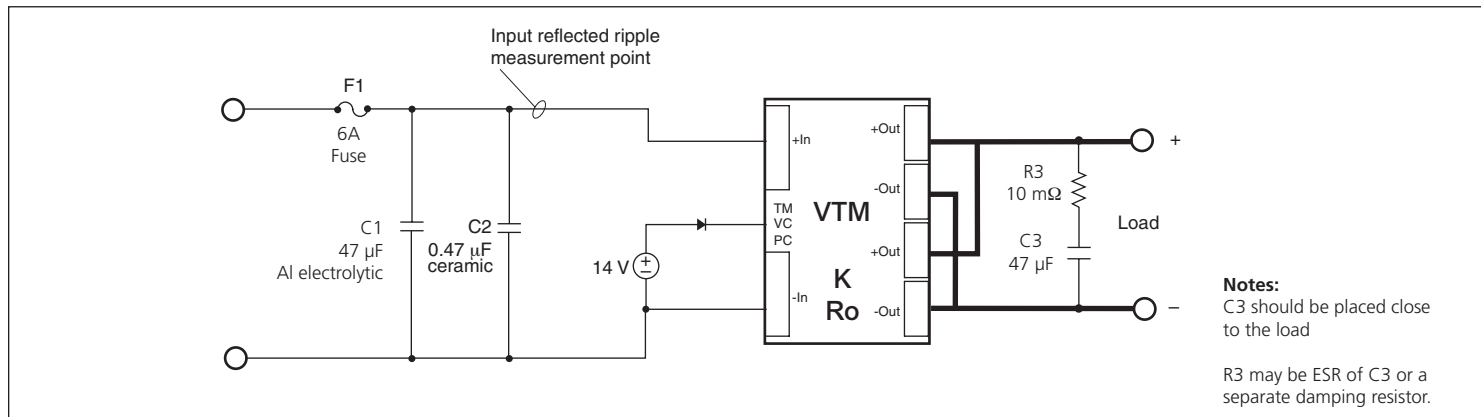 Input reflected ripple
measurement point
F1
6A
Fuse
C1
47 µF
Al electrolytic
C2
0.47 µF
ceramic
14 V
+
−
+In
TM
VC
PC
-In
VTM
K
Ro
+Out
-Out
+Out
-Out
+
R3
10 mΩ
Load
C3
47 µF
−
Notes:
C3 should be placed close
to the load
R3 may be ESR of C3 or a
separate damping resistor.